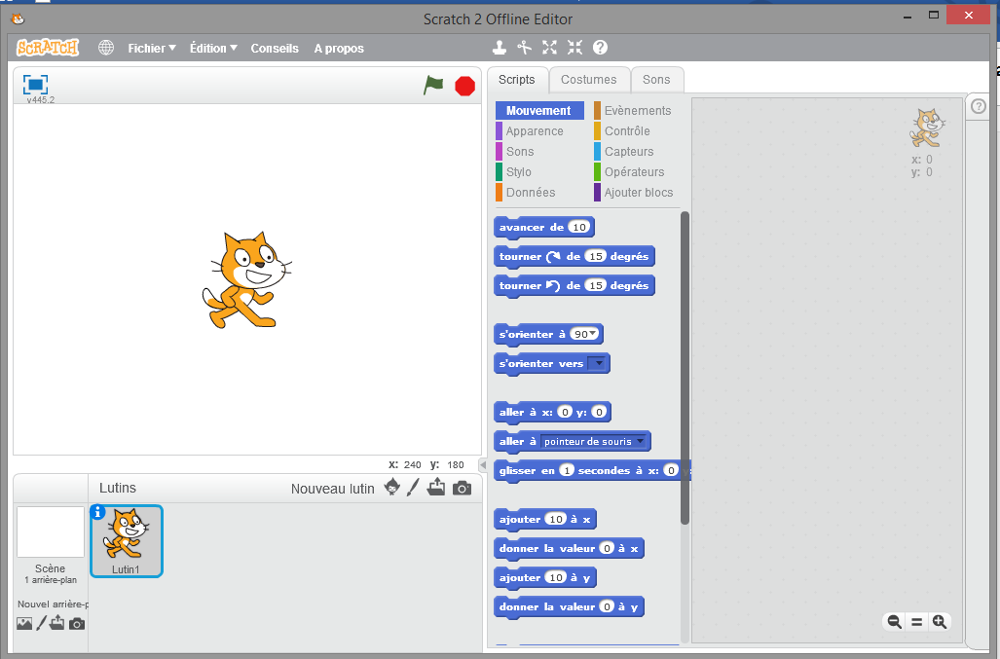 Scratch 2 Offline Editor
SCRATCH Fichier Édition Conseils A propos
v445.2
Scripts Costumes Sons
Mouvement Evènements
Apparence Contrôle
Sons Capteurs
Stylo Opérateurs
Données Ajouter blocs
x: 0
y: 0
avancer de 10
tourner de 15 degrés
tourner de 15 degrés
s'orienter à 90
s'orienter vers
aller à x: 0 y: 0
aller à pointeur de souris
glisser en 1 secondes à x: 0 y:
ajouter 10 à x
donner la valeur 0 à x
ajouter 10 à y
donner la valeur 0 à y
x: 240 y: 180
Lutins Nouveau lutin
Lutin1
Scène
1 arrière-plan
Nouvel arrière-p